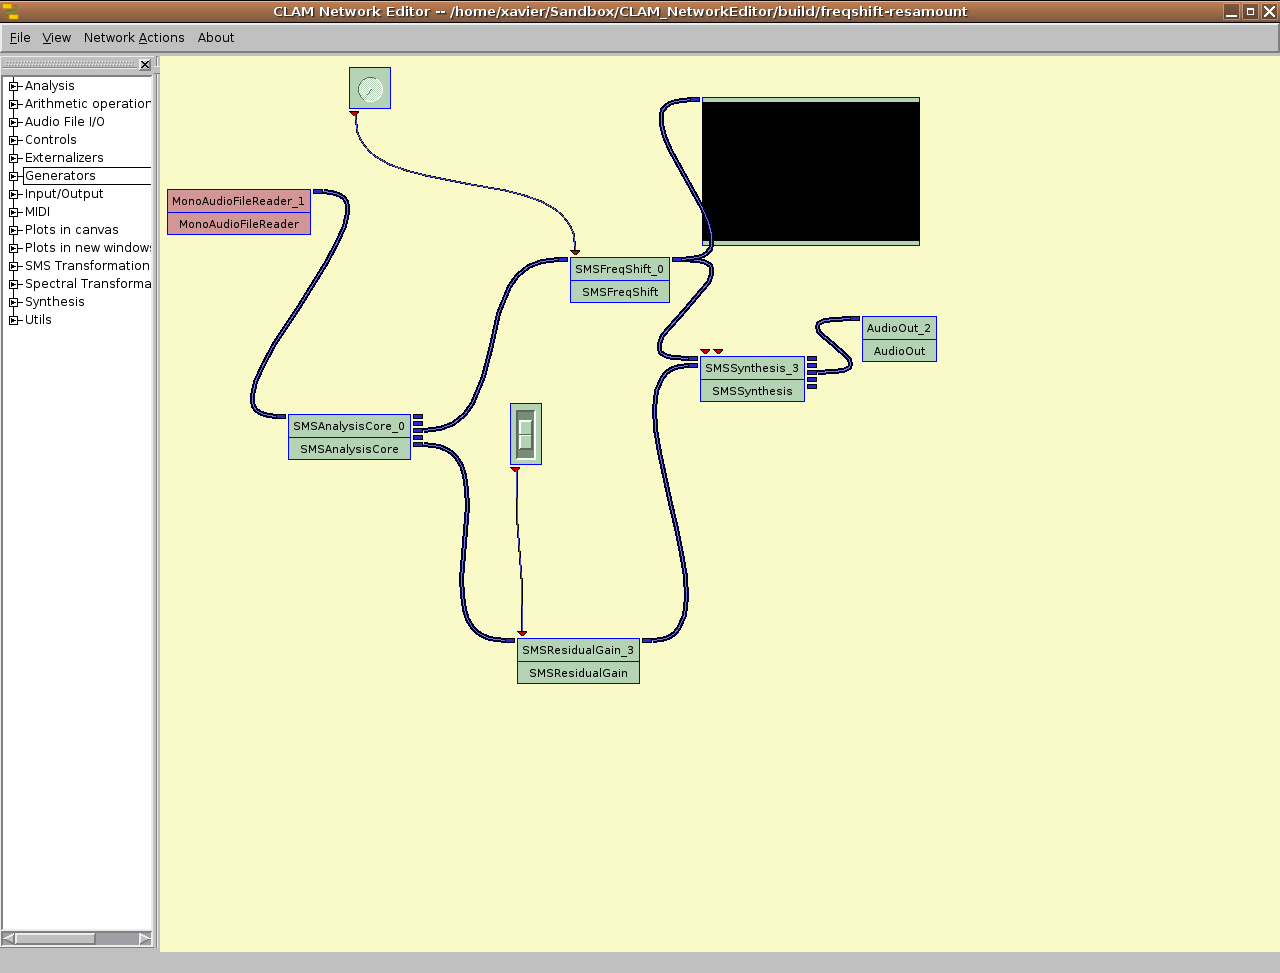 CLAM Network Editor -- /home/xavier/Sandbox/CLAM_NetworkEditor/build/freqshift-resamount
File View Network Actions About
Analysis
Arithmetic operation
Audio File I/O
Controls
Externalizers
Generators
Input/Output
MIDI
Plots in canvas
Plots in new window
SMS Transformation
Spectral Transforma
Synthesis
Utils
MonoAudioFileReader_1
MonoAudioFileReader
SMSFreqShift_0
SMSFreqShift
AudioOut_2
AudioOut
SMSSynthesis_3
SMSSynthesis
SMSAnalysisCore_0
SMSAnalysisCore
SMSResidualGain_3
SMSResidualGain